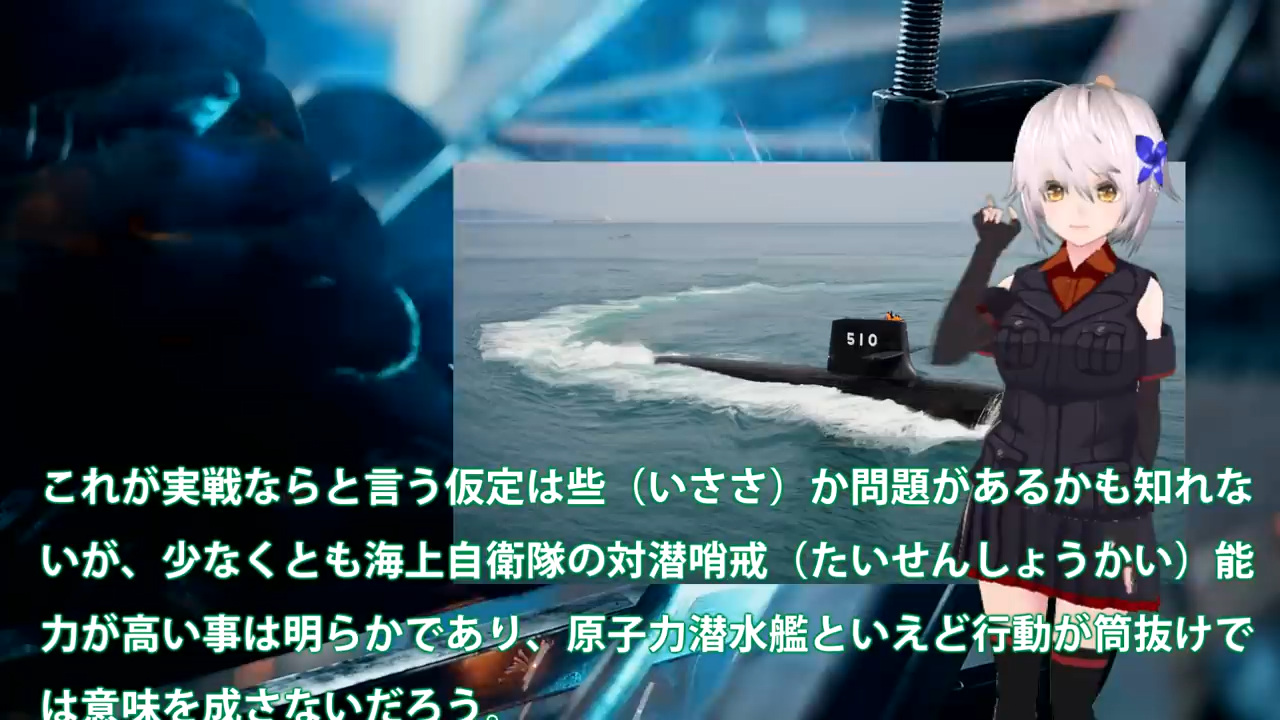 510
これが実戦ならと言う仮定は些（いささ）か問題があるかも知れな
いが、少なくとも海上自衛隊の対潜哨戒（たいせんしょうかい）能
力が高い事は明らかであり、原子力潜水艦といえど行動が筒抜けで
は意味を成さないだろう。